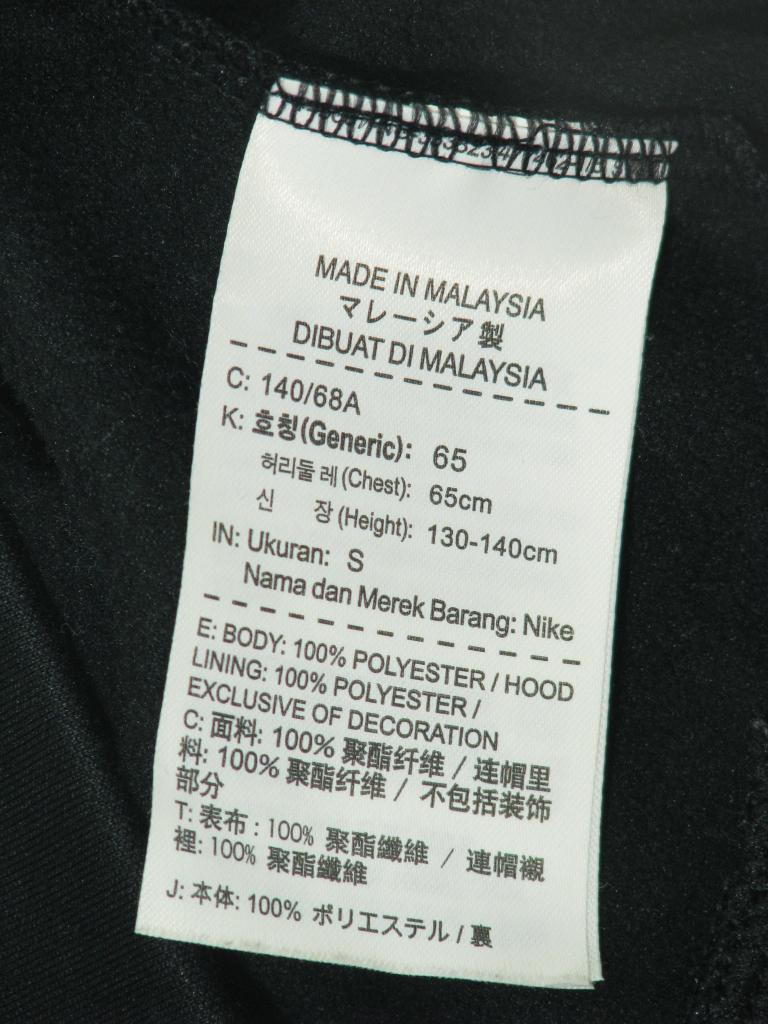 MADE IN MALAYSIA
マレーシア製
DIBUAT DI MALAYSIA
C: 140/68A
K: 호칭(Generic): 65
허리둘 레 (Chest): 65cm
신 장 (Height): 130-140cm
IN: Ukuran: S
Nama dan Merek Barang: Nike
E: BODY: 100% POLYESTER / HOOD
LINING: 100% POLYESTER /
EXCLUSIVE OF DECORATION
C: 面料: 100% 聚酯纤维 / 连帽里
料: 100% 聚酯纤维 / 不包括装饰
部分
T: 表布 : 100% 聚酯纖維 / 連帽襯
裡: 100% 聚酯纖維
J: 本体: 100% ポリエステル / 裏